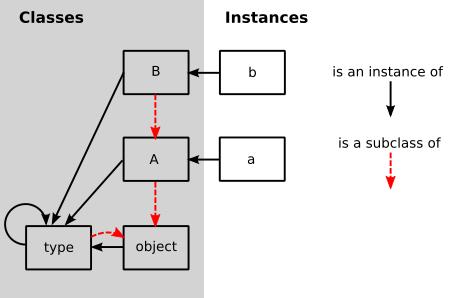 Classes
Instances
B
b
is an instance of
is a subclass of
A
a
type
object